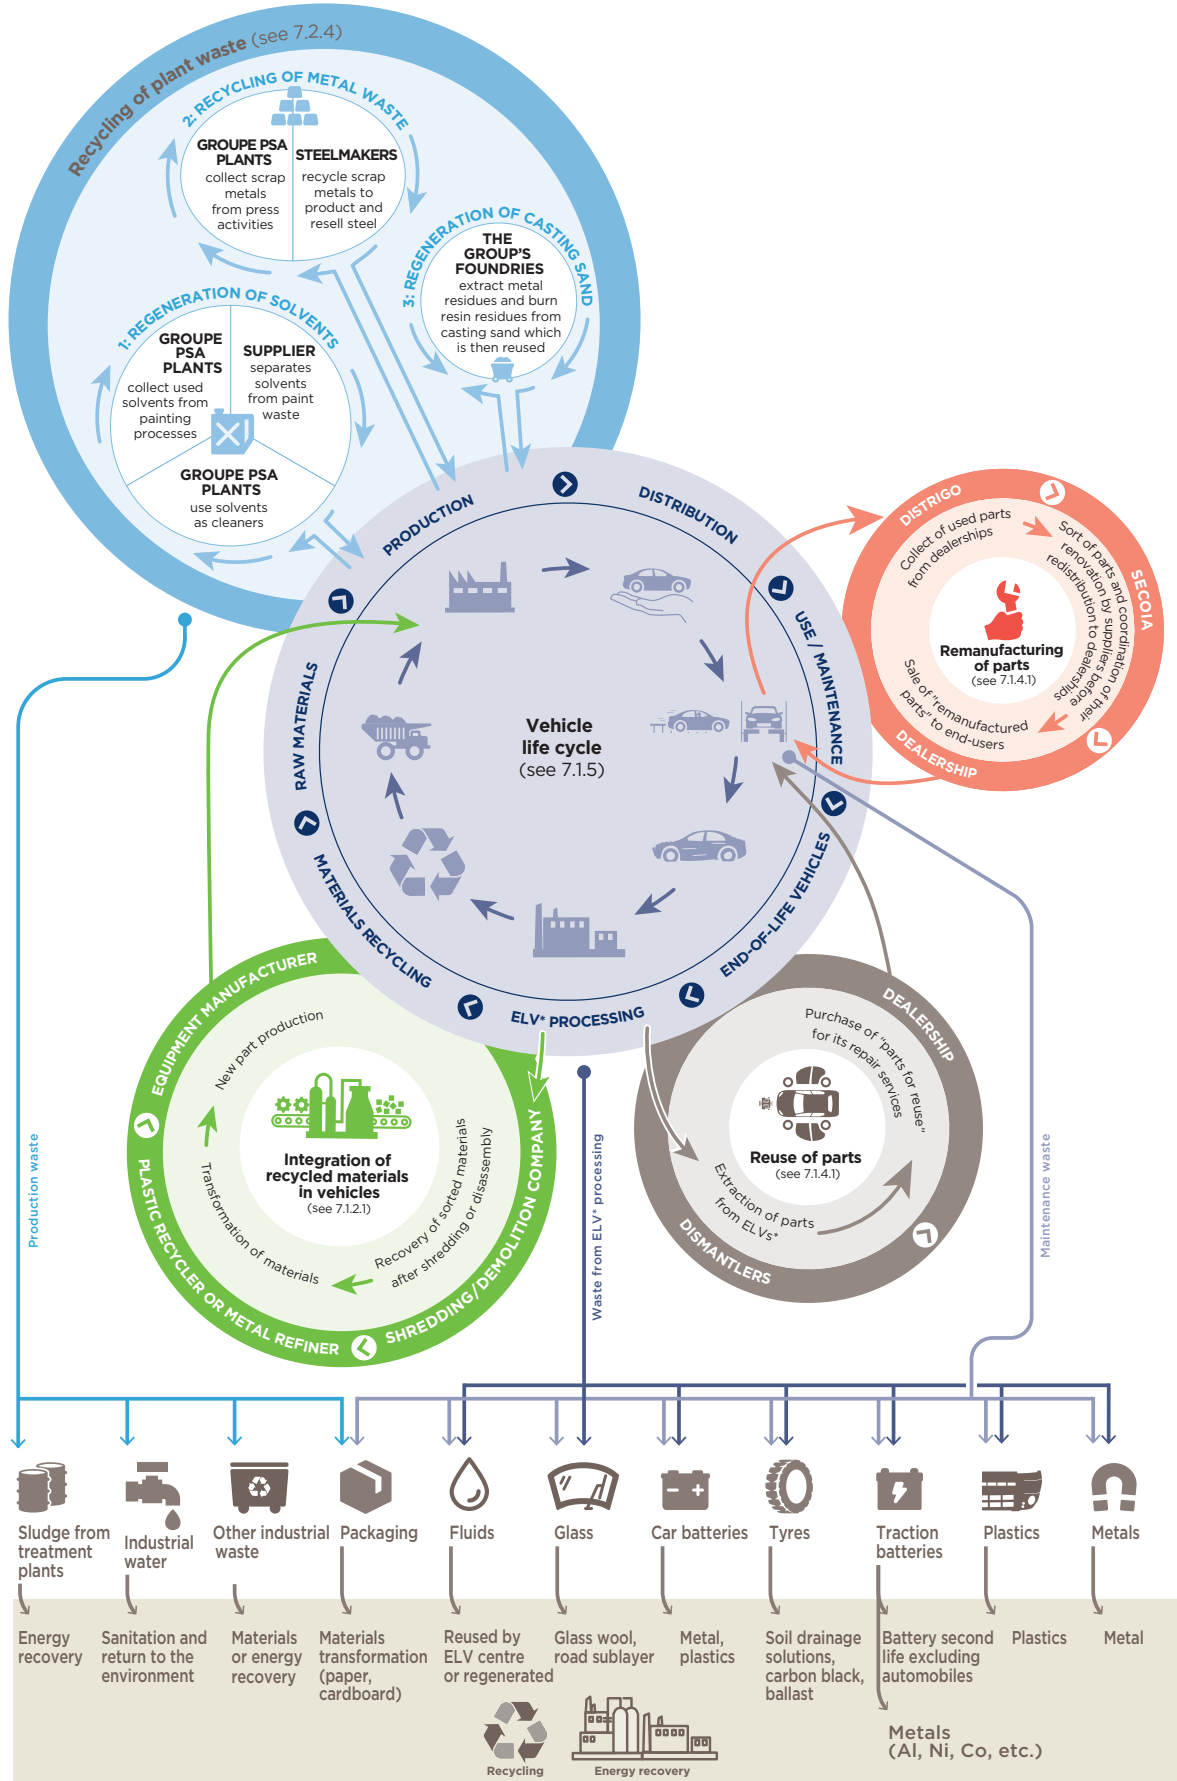 Recycling of plant waste (see 7.2.4)
2: RECYCLING OF METAL WASTE
GROUPE PSA
PLANTS
collect scrap
metals
from press
activities
STEELMAKERS
recycle scrap
metals to
product and
resell steel
3: REGENERATION OF CASTING SAND
THE
GROUP'S
FOUNDRIES
extract metal
residues and burn
resin residues from
casting sand which
is then reused
1: REGENERATION OF SOLVENTS
GROUPE
PSA
PLANTS
collect used
solvents from
painting
processes
SUPPLIER
separates
solvents
from paint
waste
GROUPE PSA
PLANTS
use solvents
as cleaners
PRODUCTION
DISTRIBUTION
USE / MAINTENANCE
END-OF-LIFE VEHICLES
ELV* PROCESSING
MATERIALS RECYCLING
RAW MATERIALS
Vehicle
life cycle
(see 7.1.5)
DISTRIGO
SECOIA
DEALERSHIP
Collect of used parts
from dealerships
Sort of parts and coordination of their
renovation by suppliers before
redistribution to dealerships
Sale of "remanufactured
parts" to end-users
Remanufacturing
of parts
(see 7.1.4.1)
EQUIPMENT MANUFACTURER
SHREDDING/DEMOLITION COMPANY
PLASTIC RECYCLER OR METAL REFINER
New part production
Recovery of sorted materials
after shredding or disassembly
Transformation of materials
Integration of
recycled materials
in vehicles
(see 7.1.2.1)
DEALERSHIP
DISMANTLERS
Purchase of "parts for reuse"
for its repair services
Extraction of parts
from ELVs*
Reuse of parts
(see 7.1.4.1)
Production waste
Waste from ELV* processing
Maintenance waste
Sludge from
treatment
plants
Industrial
water
Other industrial
waste
Packaging
Fluids
Glass
Car batteries
Tyres
Traction
batteries
Plastics
Metals
Energy
recovery
Sanitation and
return to the
environment
Materials
or energy
recovery
Materials
transformation
(paper,
cardboard)
Reused by
ELV centre
or regenerated
Glass wool,
road sublayer
Metal,
plastics
Soil drainage
solutions,
carbon black,
ballast
Battery second
life excluding
automobiles
Plastics
Metal
Metals
(Al, Ni, Co, etc.)
Recycling
Energy recovery